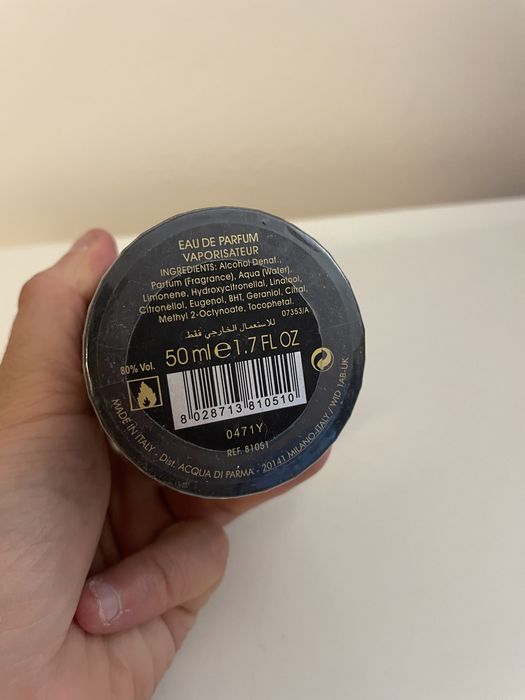 EAU DE PARFUM
VAPORISATEUR
INGREDIENTS: Alcohol Denat.,
Parfum (Fragrance), Aqua (Water),
Limonene, Hydroxycitronellal, Linalool,
Citronellol, Eugenol, BHT, Geraniol, Citral,
Methyl 2-Octynoate, Tocopherol.
07353/A
للاستعمال الخارجي فقط
50 ml ℮ 1.7 FL OZ
80% Vol.
8 028713 810510
0471Y
REF. 81051
MADE IN ITALY - Dist. ACQUA DI PARMA - 20141 MILANO-ITALY / W1D 1AB-UK